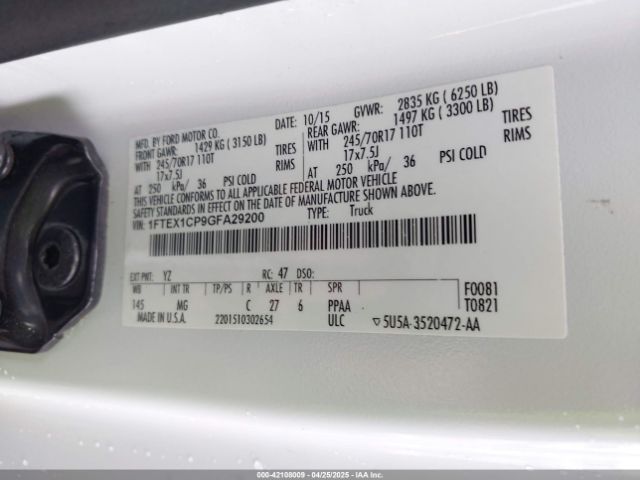 MFD. BY FORD MOTOR CO.
DATE: 10/15 GVWR: 2835 KG ( 6250 LB)
FRONT GAWR: 1429 KG ( 3150 LB) REAR GAWR: 1497 KG ( 3300 LB)
WITH 245/70R17 110T TIRES WITH 245/70R17 110T TIRES
17x7.5J RIMS 17x7.5J RIMS
AT 250 kPa/ 36 PSI COLD AT 250 kPa/ 36 PSI COLD
THIS VEHICLE CONFORMS TO ALL APPLICABLE FEDERAL MOTOR VEHICLE
SAFETY STANDARDS IN EFFECT ON THE DATE OF MANUFACTURE SHOWN ABOVE.
VIN: 1FTEX1CP9GFA29200 TYPE: Truck
EXT PNT: YZ RC: 47 DSO:
WB INT TR TP/PS R AXLE TR SPR F0081
145 MG C 27 6 PPAA T0821
MADE IN U.S.A. 2201510302654 ULC ▽5U5A-3520472-AA
000-42108009 - 04/25/2025 - IAAI.ca